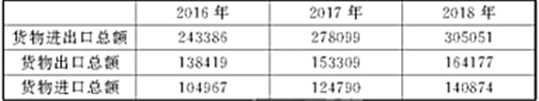 2016 年 2017 年 2018 年
货物进出口总额 243386 278099 305051
货物出口总额 138419 153309 164177
货物进口总额 104967 124790 140874